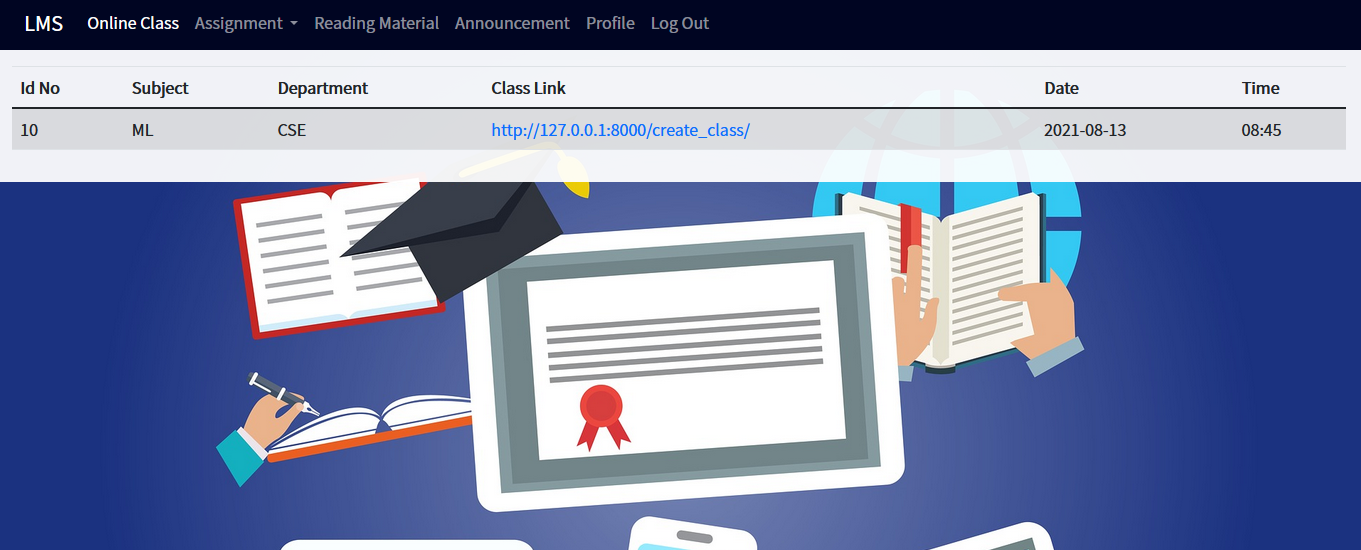 LMS Online Class Assignment Reading Material Announcement Profile Log Out
Id No Subject Department Class Link Date Time
10 ML CSE http://127.0.0.1:8000/create_class/ 2021-08-13 08:45